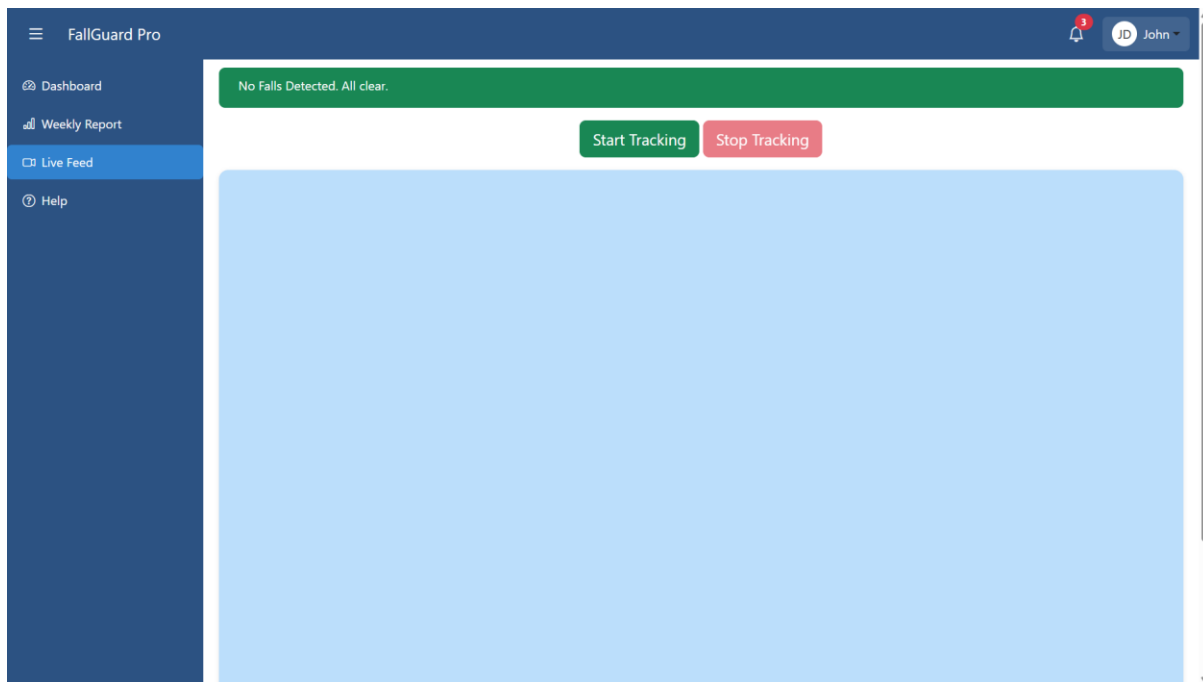 FallGuard Pro
3
JD John
Dashboard
Weekly Report
Live Feed
Help
No Falls Detected. All clear.
Start Tracking Stop Tracking